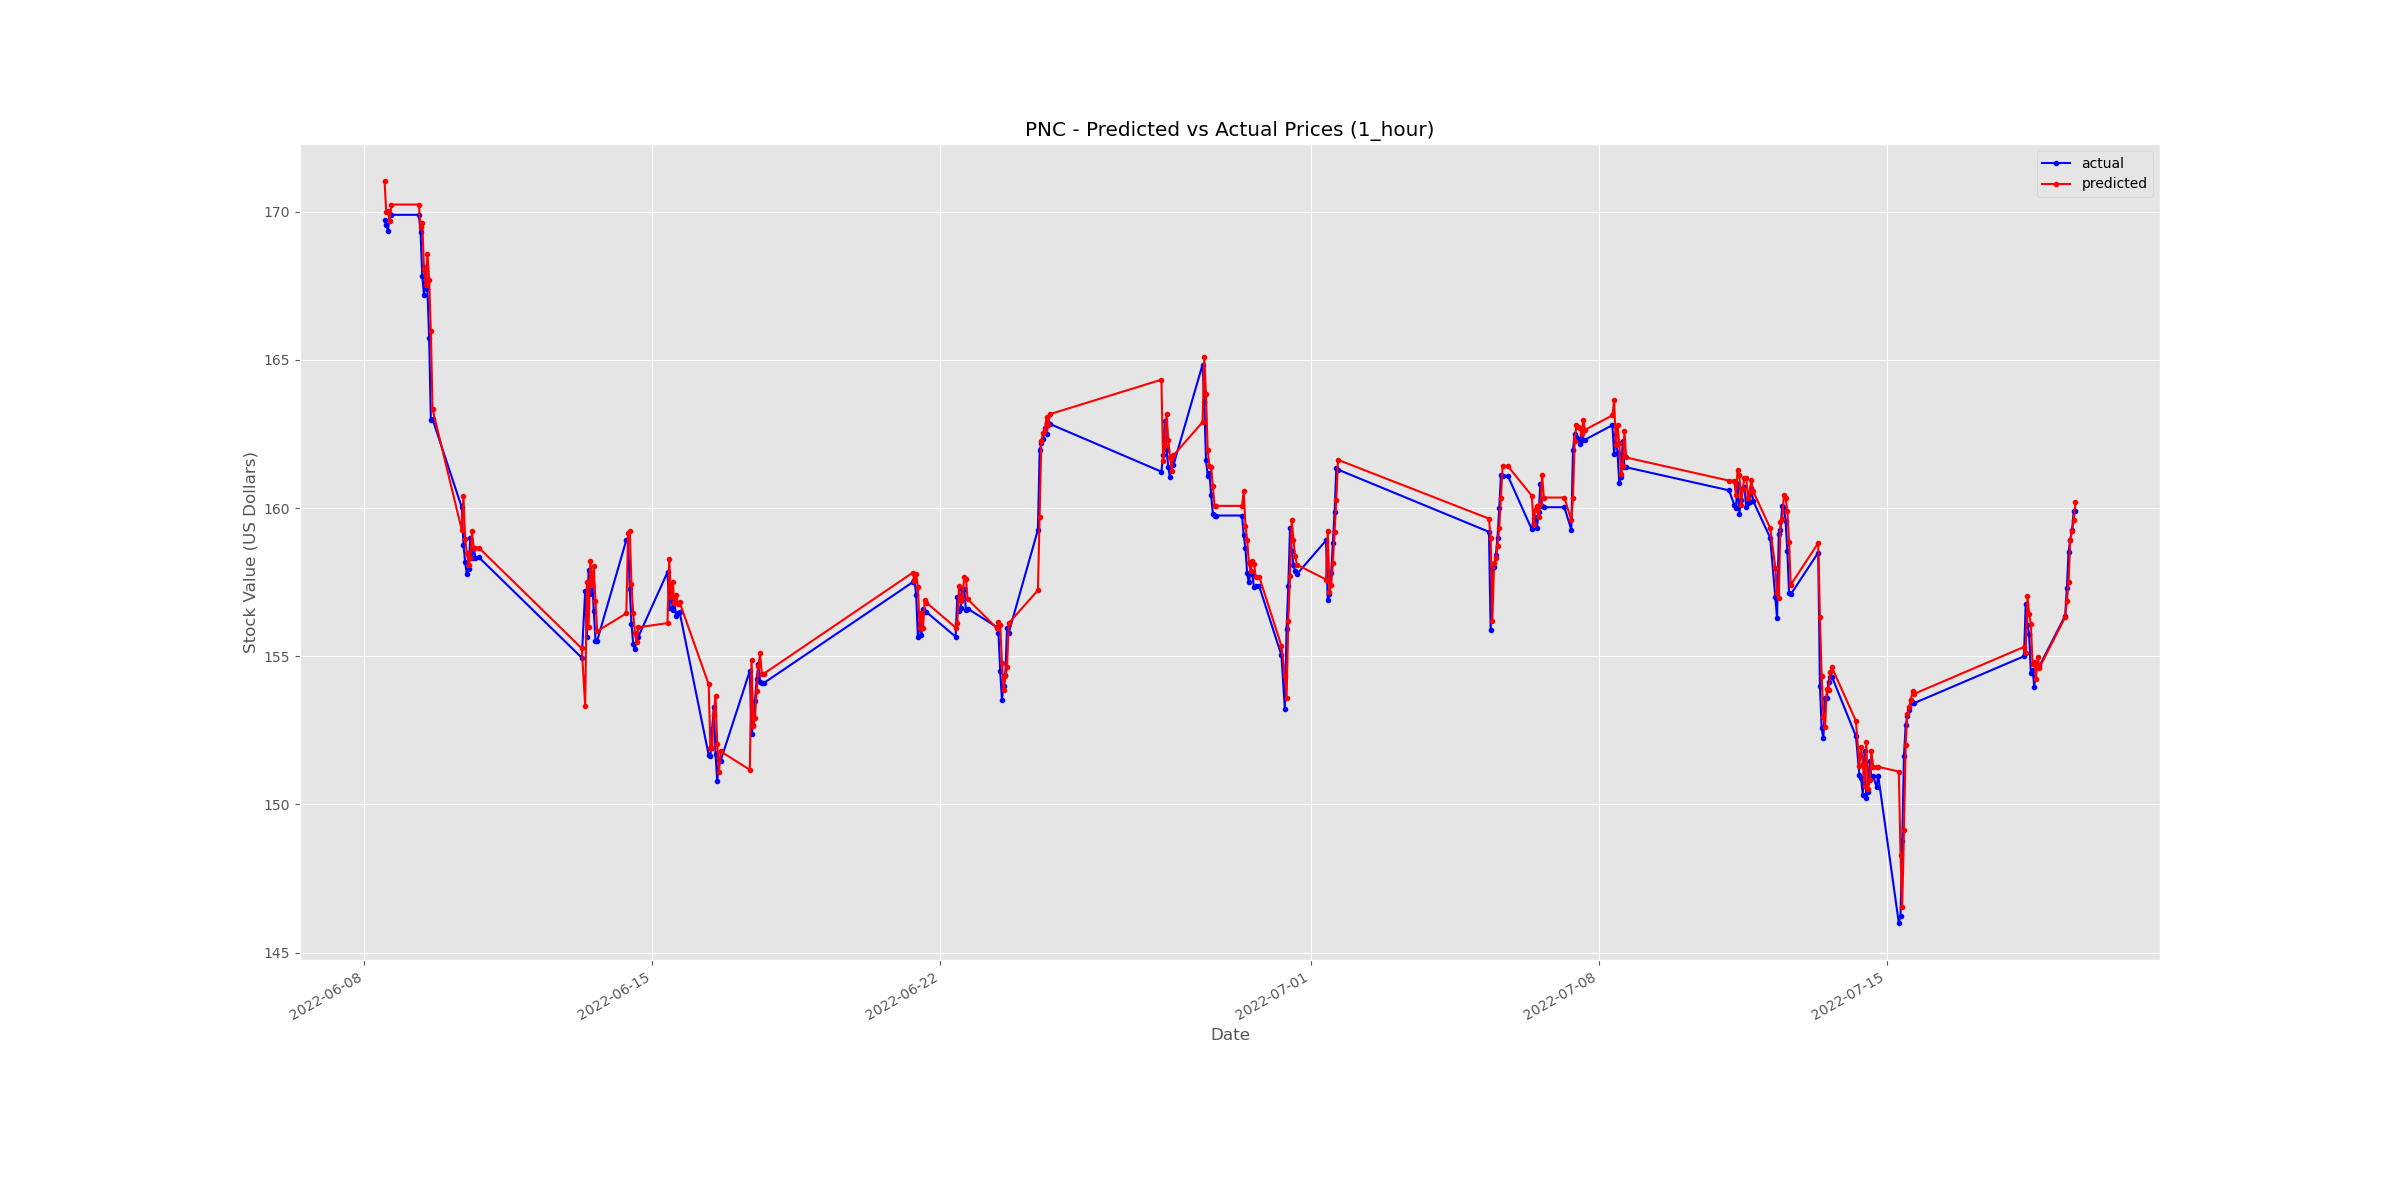 PNC - Predicted vs Actual Prices (1_hour)
actual
predicted
Stock Value (US Dollars)
170
165
160
155
150
145
2022-06-08
2022-06-15
2022-06-22
2022-07-01
2022-07-08
2022-07-15
Date